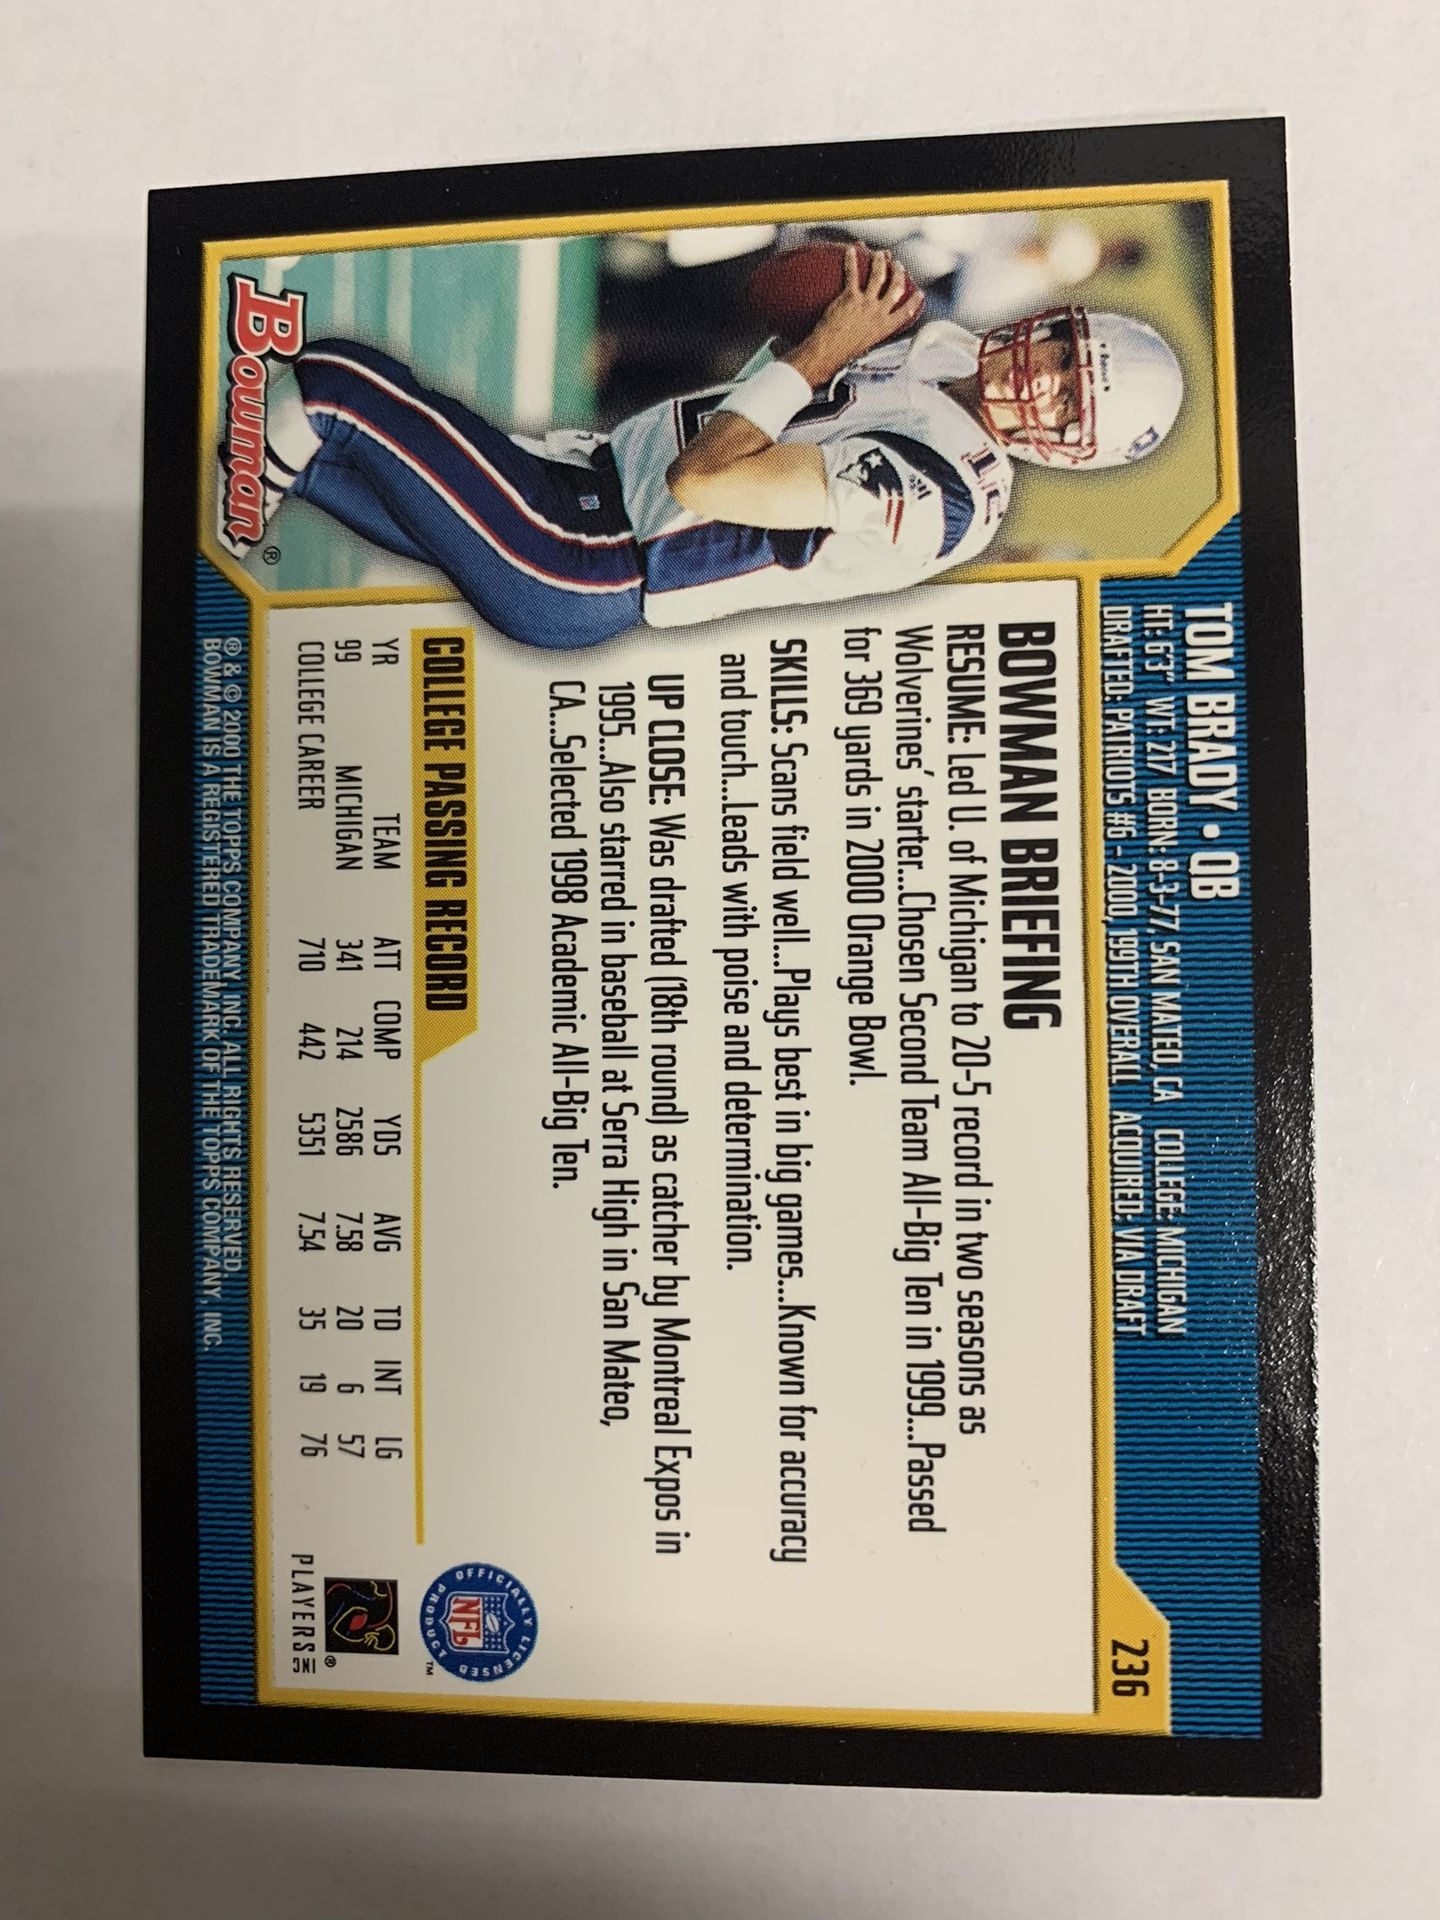 TOM BRADY • QB
HT: 6'3" WT: 217 BORN: 8-3-77, SAN MATEO, CA COLLEGE: MICHIGAN
DRAFTED: PATRIOTS #6 - 2000, 199TH OVERALL ACQUIRED: VIA DRAFT
236
BOWMAN BRIEFING
RESUME: Led U. of Michigan to 20-5 record in two seasons as
Wolverines' starter...Chosen Second Team All-Big Ten in 1999...Passed
for 369 yards in 2000 Orange Bowl.
SKILLS: Scans field well...Plays best in big games...Known for accuracy
and touch...Leads with poise and determination.
UP CLOSE: Was drafted (18th round) as catcher by Montreal Expos in
1995...Also starred in baseball at Serra High in San Mateo,
CA...Selected 1998 Academic All-Big Ten.
COLLEGE PASSING RECORD
YR TEAM ATT COMP YDS AVG TD INT LG
99 MICHIGAN 341 214 2586 7.58 20 6 57
COLLEGE CAREER 710 442 5351 7.54 35 19 76
Bowman®
OFFICIALLY LICENSED PRODUCT
NFL
™
®
PLAYERS INC
® & © 2000 THE TOPPS COMPANY, INC. ALL RIGHTS RESERVED.
BOWMAN IS A REGISTERED TRADEMARK OF THE TOPPS COMPANY, INC.